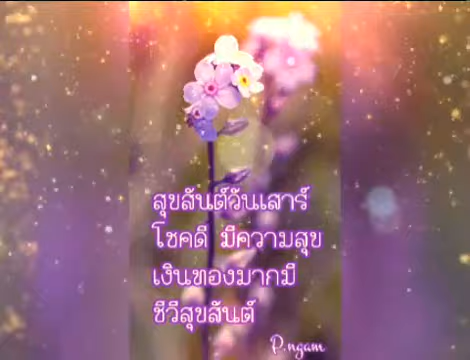 สุขสันต์วันเสาร์
โชคดี มีความสุข
เงินทองมากมี
ชีวีสุขสันต์
P.ngam